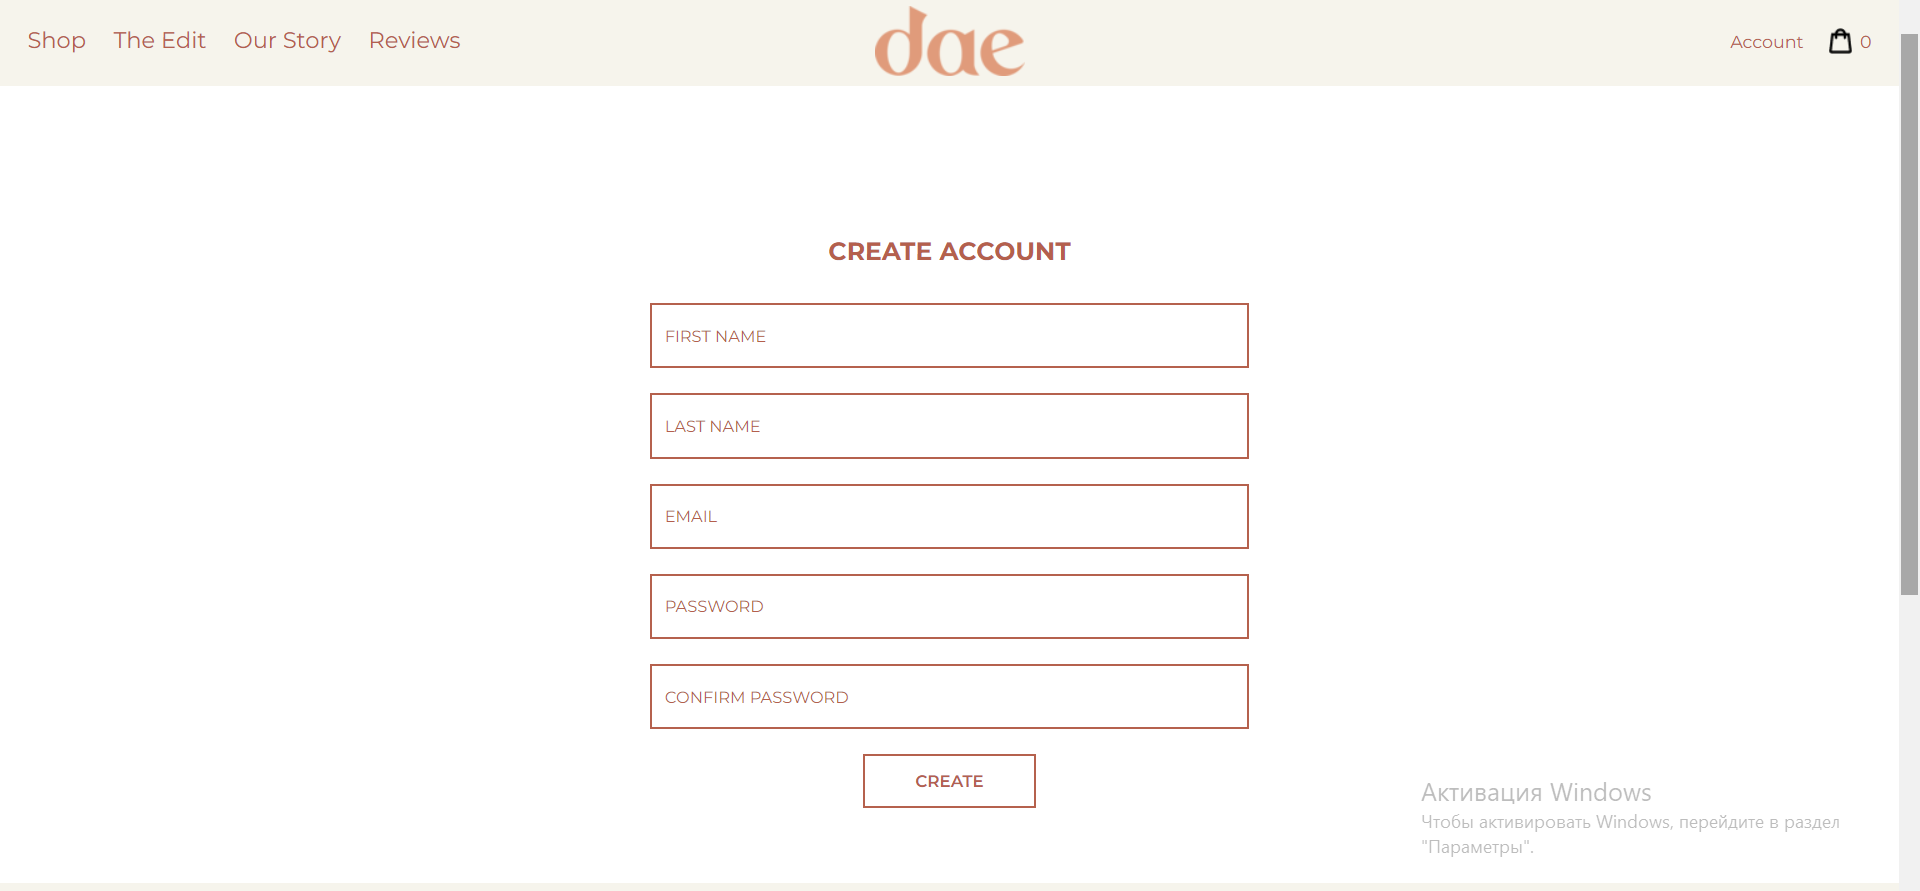 Shop The Edit Our Story Reviews
dae
Account 0
CREATE ACCOUNT
FIRST NAME
LAST NAME
EMAIL
PASSWORD
CONFIRM PASSWORD
CREATE
Активация Windows
Чтобы активировать Windows, перейдите в раздел
"Параметры".